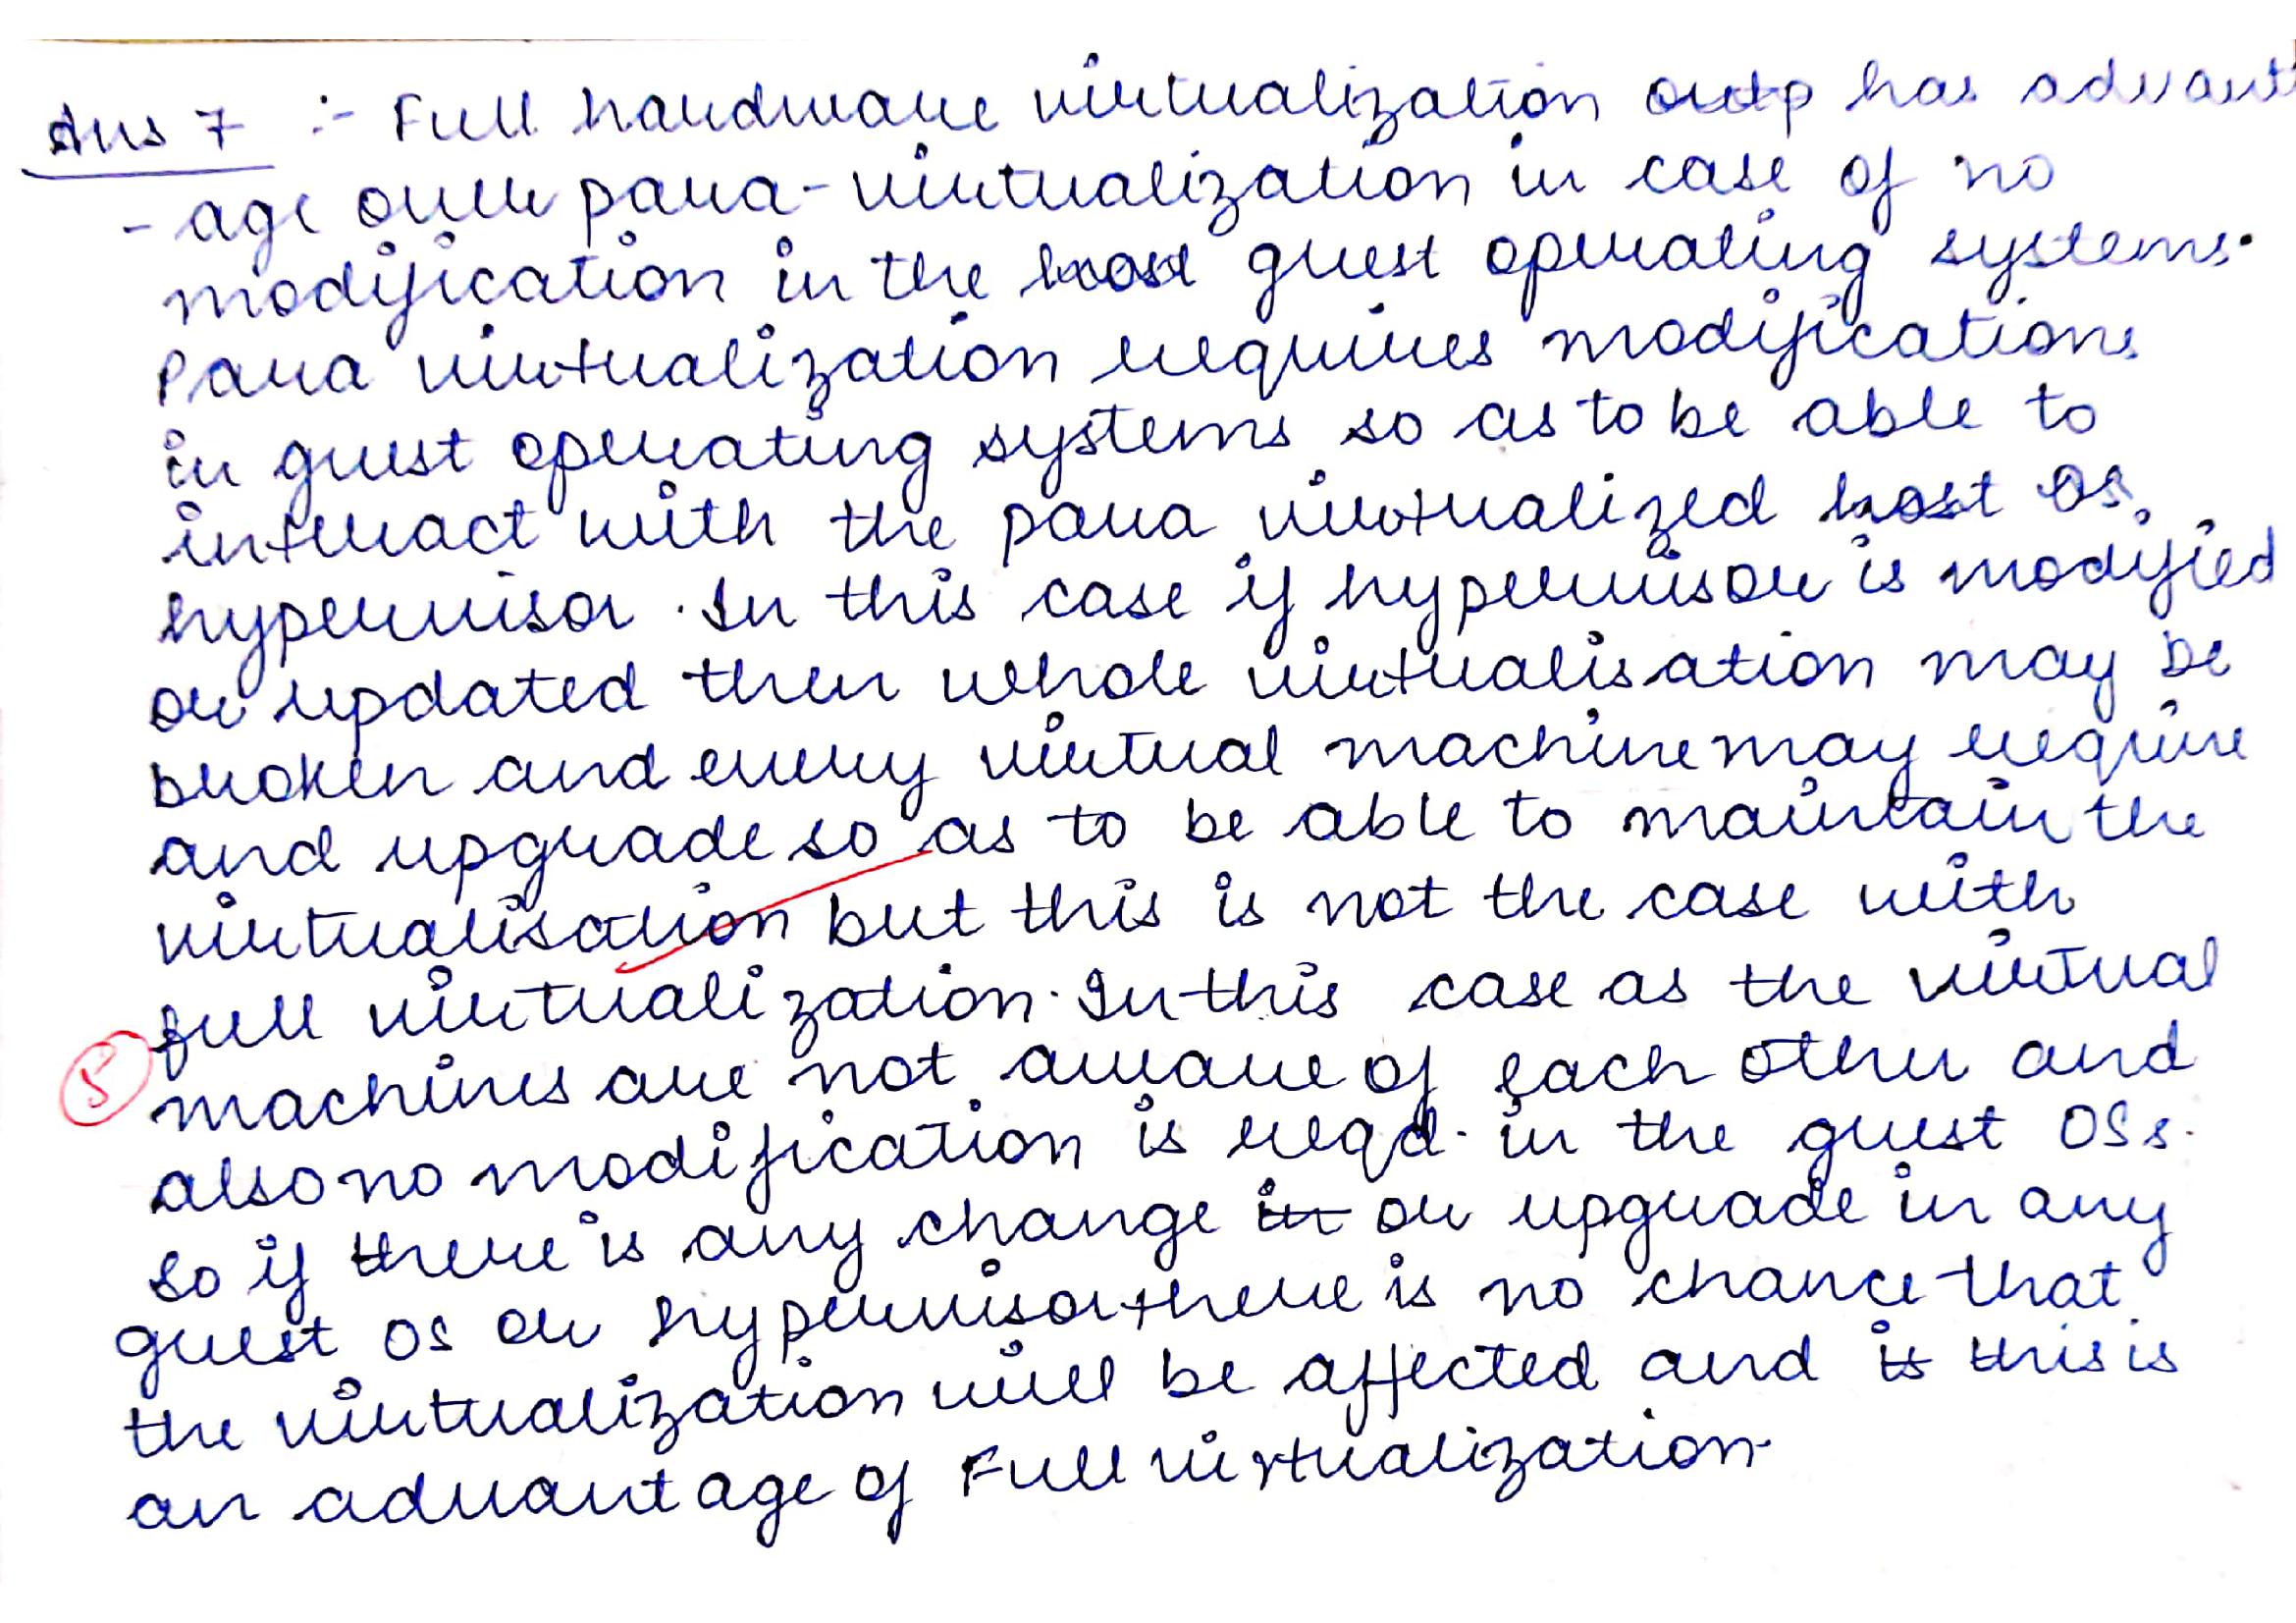 Ans 7 :- Full hardware virtualization outp has advant
- age over para-virtualization in case of no
modification in the host guest operating systems.
Para virtualization requires modifications
in guest operating systems so as to be able to
interact with the para virtualized host OS,
hypervisor. In this case if hypervisor is modified
or updated then whole virtualisation may be
broken and every virtual machine may require
and upgrade so as to be able to maintain the
virtualisation but this is not the case with
full virtualization. In this case as the virtual
5
machines are not aware of each other and
also no modification is reqd. in the guest OSs.
so if there is any change in or upgrade in any
guest OS or hypervisor there is no chance that
the virtualization will be affected and it this is
an advantage of Full virtualization.